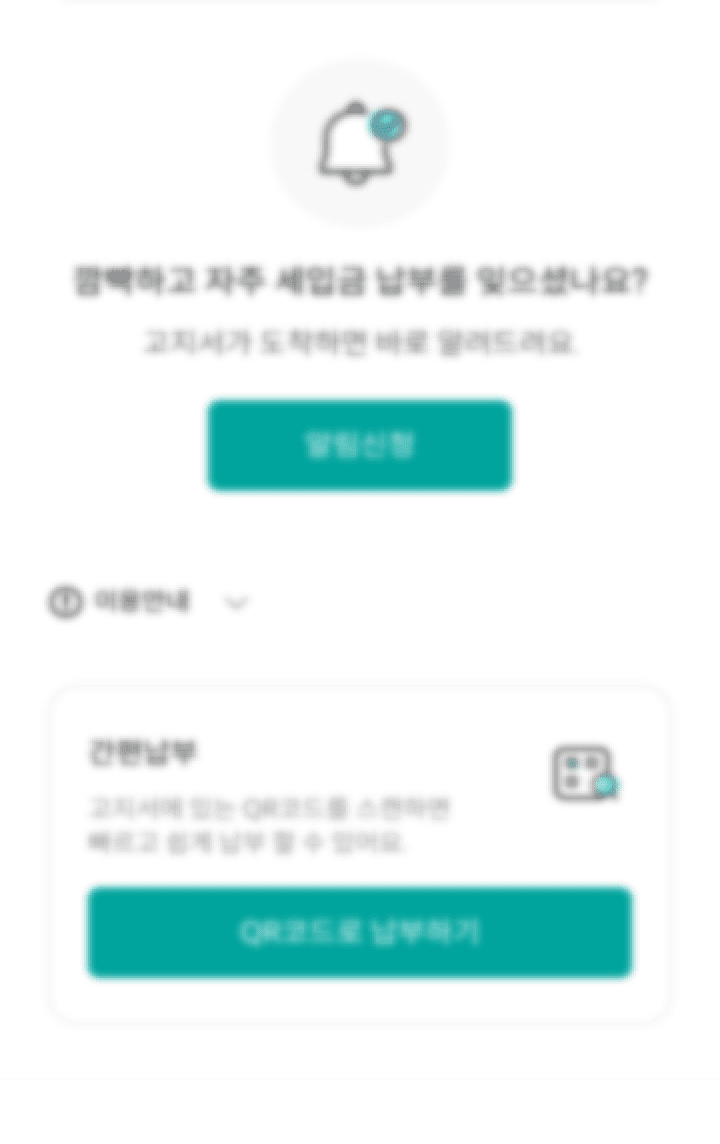 깜빡하고 자주 세입금 납부를 잊으셨나요?
고지서가 도착하면 바로 알려드려요.
알림신청
이용안내
간편납부
고지서에 있는 QR코드를 스캔하면
빠르고 쉽게 납부 할 수 있어요.
QR코드로 납부하기